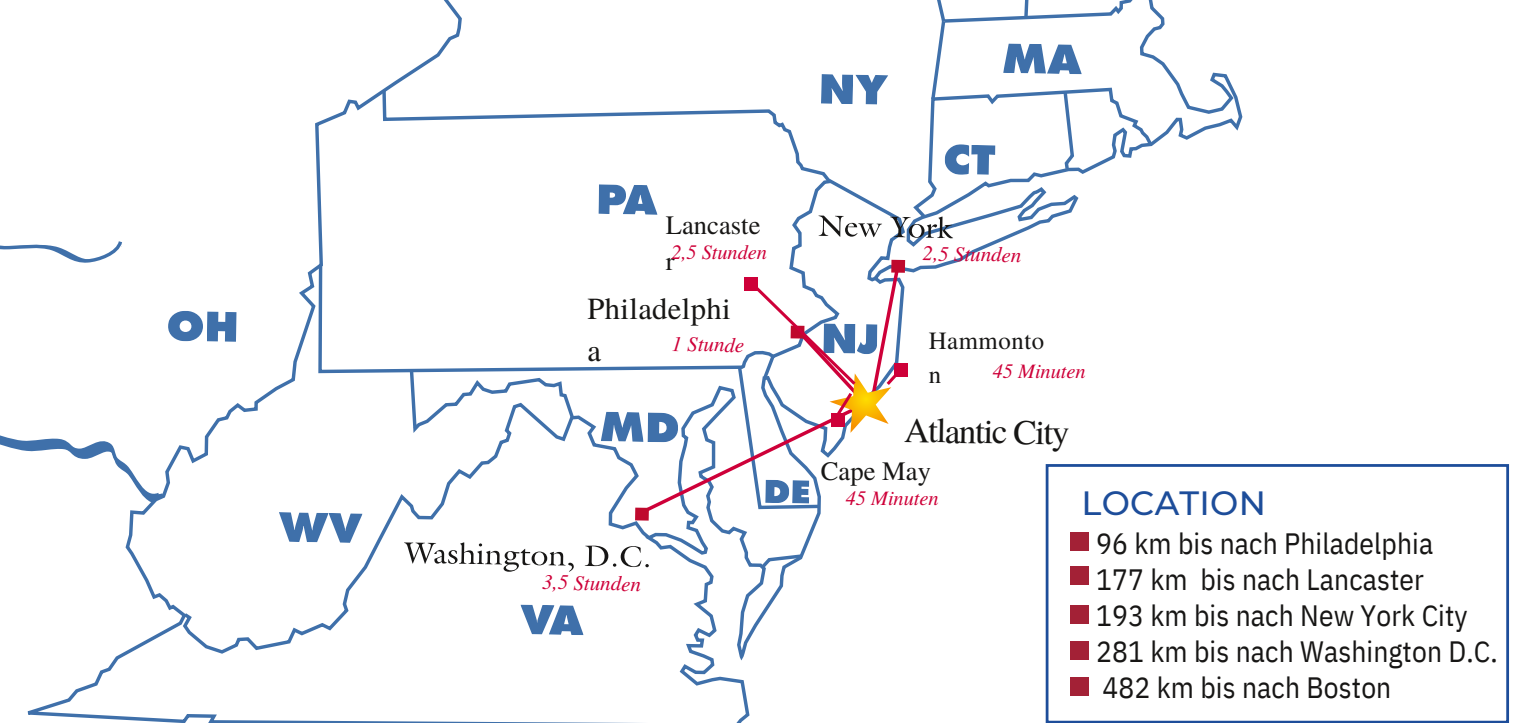 MA
NY
CT
PA
Lancaste
r
2,5 Stunden
New York
2,5 Stunden
Philadelphi
a
1 Stunde
OH
NJ
Hammonto
n
45 Minuten
MD
Atlantic City
Cape May
45 Minuten
DE
WV
Washington, D.C.
3,5 Stunden
VA
LOCATION
96 km bis nach Philadelphia
177 km bis nach Lancaster
193 km bis nach New York City
281 km bis nach Washington D.C.
482 km bis nach Boston